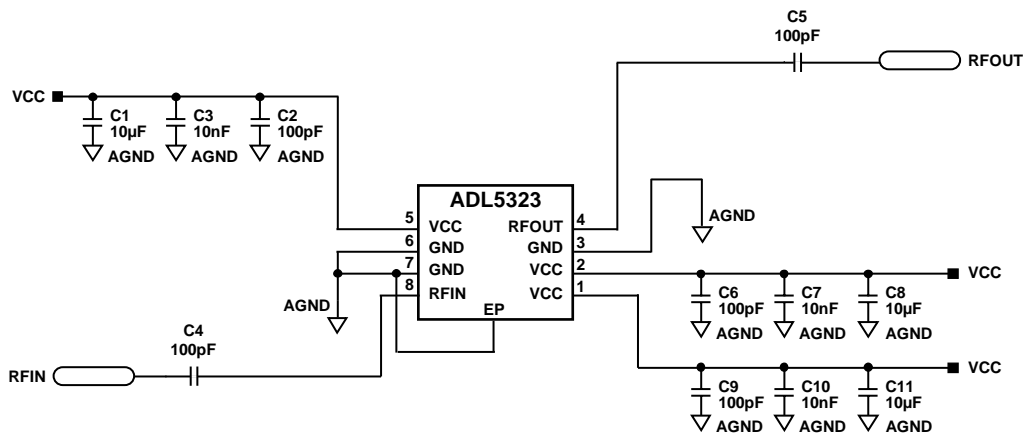 C5
100pF
RFOUT
VCC
C1
10µF
C3
10nF
C2
100pF
AGND
AGND
AGND
ADL5323
5
VCC
RFOUT
4
6
GND
GND
3
7
GND
VCC
2
8
RFIN
VCC
1
EP
AGND
AGND
VCC
C6
100pF
C7
10nF
C8
10µF
AGND
AGND
AGND
C4
100pF
RFIN
VCC
C9
100pF
C10
10nF
C11
10µF
AGND
AGND
AGND